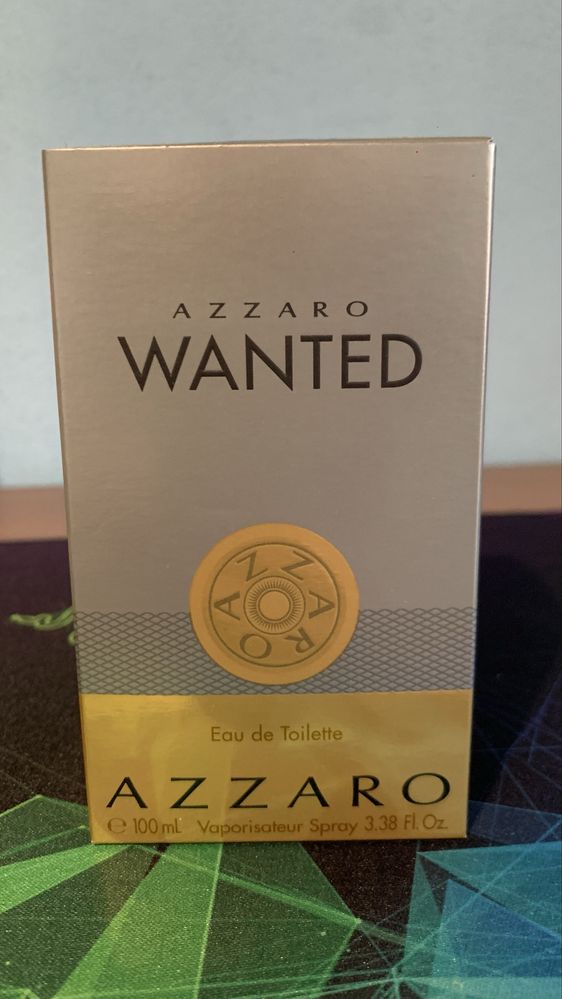 AZZARO
WANTED
AZZARO
Eau de Toilette
AZZARO
℮ 100 mL Vaporisateur Spray 3.38 Fl. Oz.